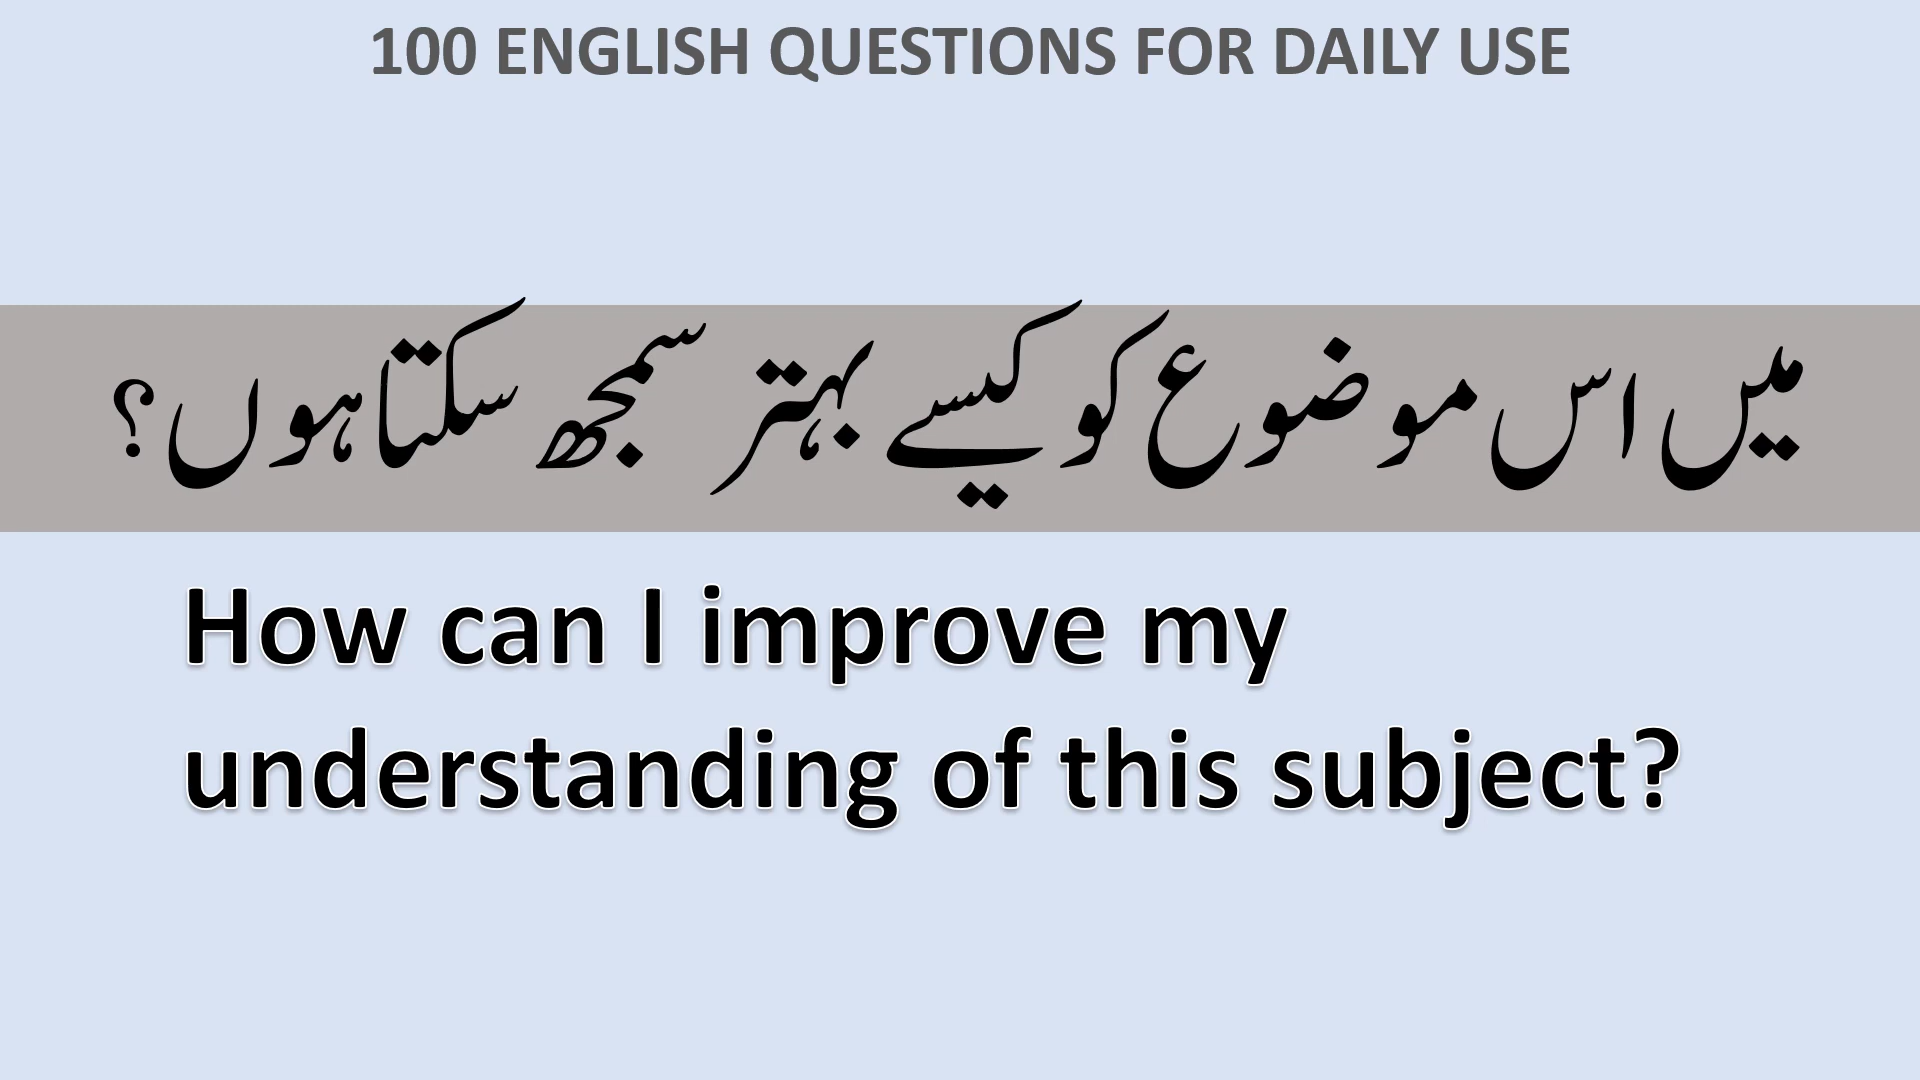 100 ENGLISH QUESTIONS FOR DAILY USE
میں اس موضوع کو کیسے بہتر سمجھ سکتا ہوں؟
How can I improve my
understanding of this subject?